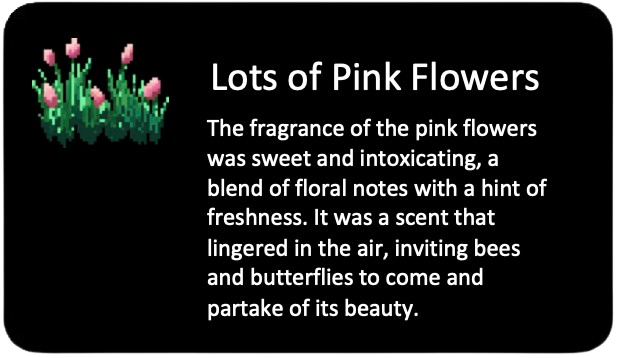 Lots of Pink Flowers
The fragrance of the pink flowers
was sweet and intoxicating, a
blend of floral notes with a hint of
freshness. It was a scent that
lingered in the air, inviting bees
and butterflies to come and
partake of its beauty.